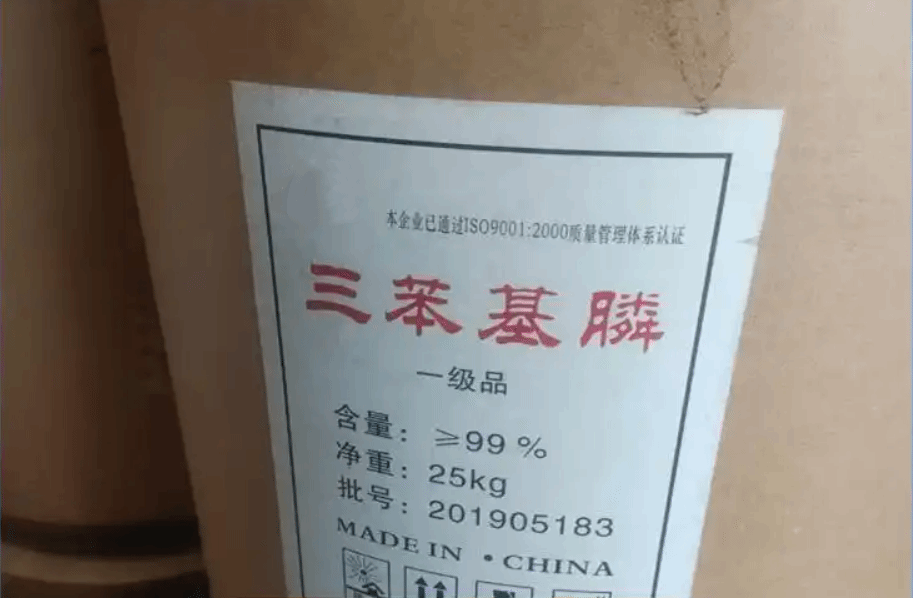 本企业已通过ISO9001:2000质量管理体系认证
三苯基膦
一级品
含量：≥99%
净重：25kg
批号：201905183
MADE IN • CHINA